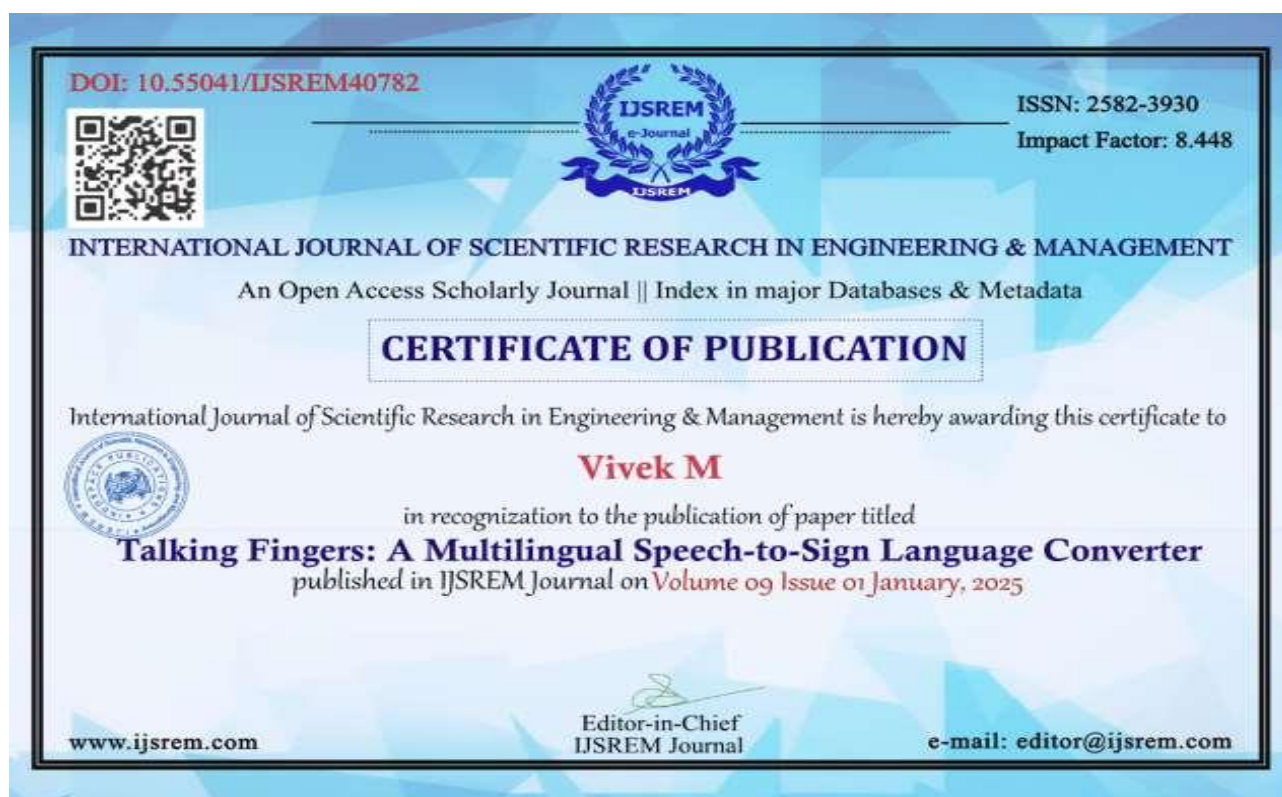 DOI: 10.55041/IJSREM40782
IJSREM
e-Journal
IJSREM
ISSN: 2582-3930
Impact Factor: 8.448
INTERNATIONAL JOURNAL OF SCIENTIFIC RESEARCH IN ENGINEERING & MANAGEMENT
An Open Access Scholarly Journal || Index in major Databases & Metadata
CERTIFICATE OF PUBLICATION
International Journal of Scientific Research in Engineering & Management is hereby awarding this certificate to
Vivek M
in recognization to the publication of paper titled
Talking Fingers: A Multilingual Speech-to-Sign Language Converter
published in IJSREM Journal on Volume 09 Issue 01 January, 2025
Editor-in-Chief
IJSREM Journal
www.ijsrem.com
e-mail: editor@ijsrem.com